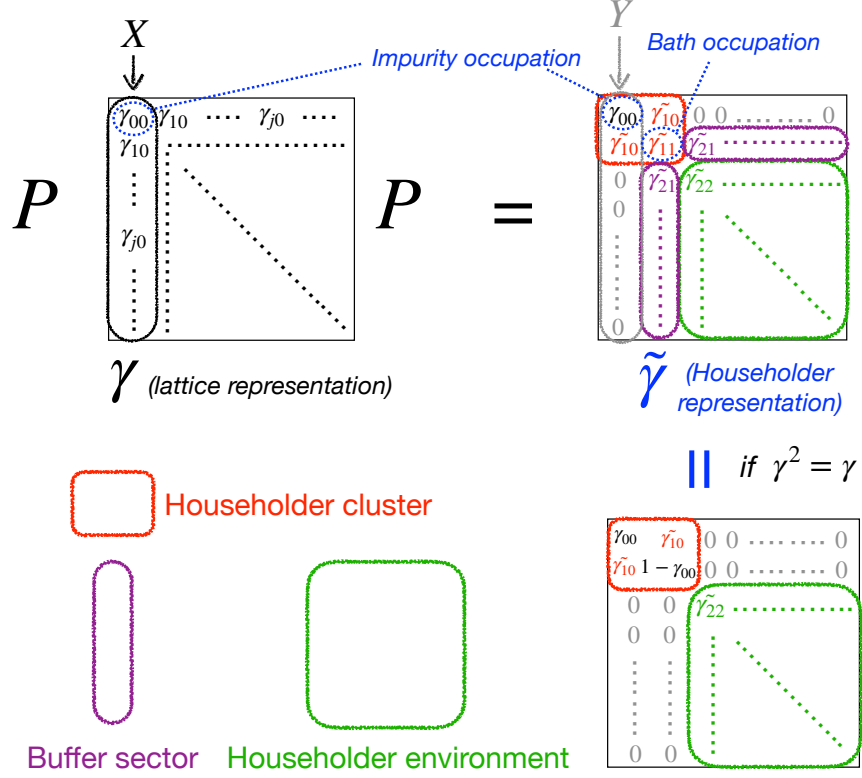 X
Y
Impurity occupation
Bath occupation
γ₀₀ γ₁₀ ···· γⱼ₀ ····
γ₁₀
γⱼ₀
P
P
=
γ₀₀ γ̃₁₀ 0 0 ········ 0
γ̃₁₀ γ̃₁₁ γ̃₂₁
0 γ̃₂₁ γ̃₂₂
0
0
γ (lattice representation)
γ̃ (Householder representation)
|| if γ² = γ
Householder cluster
γ₀₀ γ̃₁₀ 0 0 ········ 0
γ̃₁₀ 1 − γ₀₀ 0 0 ········ 0
0 0 γ̃₂₂
0 0
0 0
Buffer sector
Householder environment